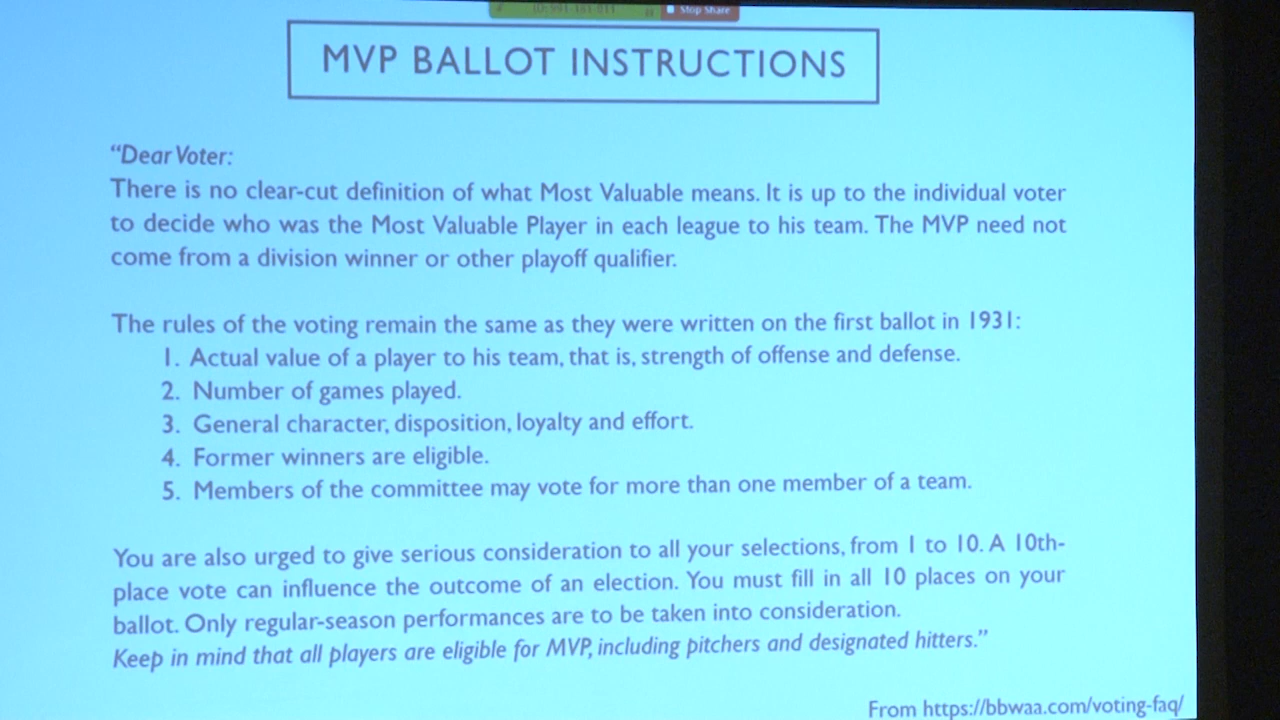 Stop Share
MVP BALLOT INSTRUCTIONS
“Dear Voter:
There is no clear-cut definition of what Most Valuable means. It is up to the individual voter
to decide who was the Most Valuable Player in each league to his team. The MVP need not
come from a division winner or other playoff qualifier.
The rules of the voting remain the same as they were written on the first ballot in 1931:
1. Actual value of a player to his team, that is, strength of offense and defense.
2. Number of games played.
3. General character, disposition, loyalty and effort.
4. Former winners are eligible.
5. Members of the committee may vote for more than one member of a team.
You are also urged to give serious consideration to all your selections, from 1 to 10. A 10th-
place vote can influence the outcome of an election. You must fill in all 10 places on your
ballot. Only regular-season performances are to be taken into consideration.
Keep in mind that all players are eligible for MVP, including pitchers and designated hitters.”
From https://bbwaa.com/voting-faq/